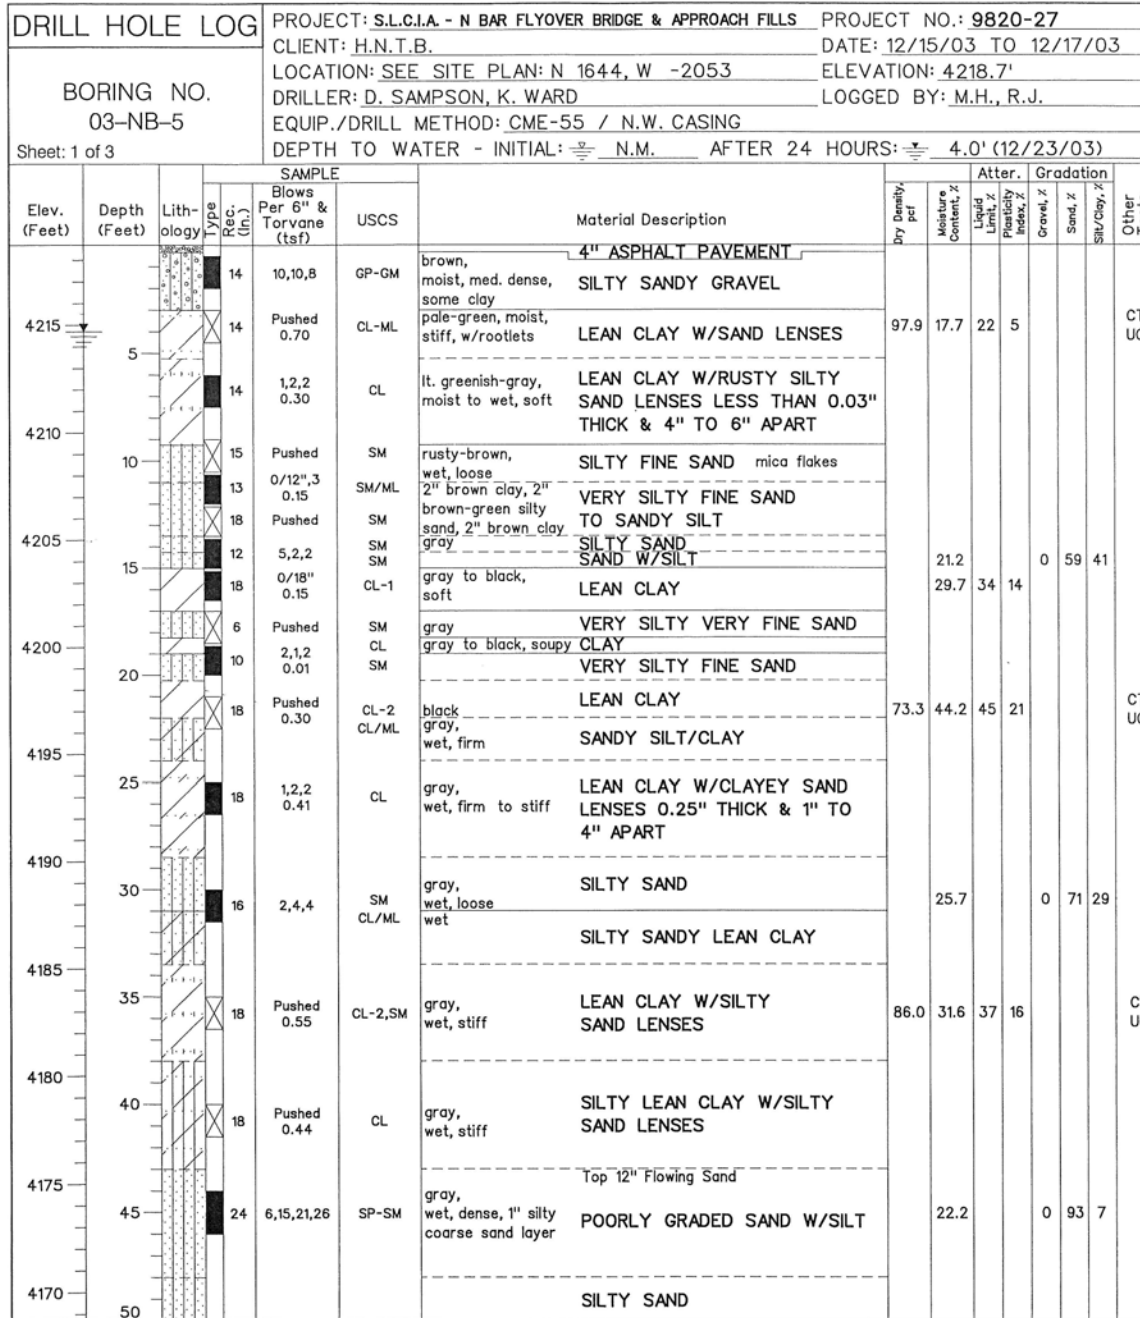 DRILL HOLE LOG
BORING NO.
03-NB-5
Sheet: 1 of 3
PROJECT: S.L.C.I.A. - N BAR FLYOVER BRIDGE & APPROACH FILLS PROJECT NO.: 9820-27
CLIENT: H.N.T.B. DATE: 12/15/03 TO 12/17/03
LOCATION: SEE SITE PLAN: N 1644, W -2053 ELEVATION: 4218.7'
DRILLER: D. SAMPSON, K. WARD LOGGED BY: M.H., R.J.
EQUIP./DRILL METHOD: CME-55 / N.W. CASING
DEPTH TO WATER - INITIAL: N.M. AFTER 24 HOURS: 4.0' (12/23/03)
SAMPLE Atter. Gradation
Elev. (Feet) Depth (Feet) Lith-ology Type Rec. (In.) Blows Per 6" & Torvane (tsf) USCS Material Description Dry Density, pcf Moisture Content, % Liquid Limit, % Plasticity Index, % Gravel, % Sand, % Silt/Clay, % Other
4" ASPHALT PAVEMENT
brown,
14 10,10,8 GP-GM moist, med. dense, SILTY SANDY GRAVEL
some clay
4215 14 Pushed 0.70 CL-ML pale-green, moist, stiff, w/rootlets LEAN CLAY W/SAND LENSES 97.9 17.7 22 5
5
14 1,2,2 0.30 CL lt. greenish-gray, moist to wet, soft LEAN CLAY W/RUSTY SILTY
SAND LENSES LESS THAN 0.03"
THICK & 4" TO 6" APART
4210
10 15 Pushed SM rusty-brown, wet, loose SILTY FINE SAND mica flakes
13 0/12",3 0.15 SM/ML 2" brown clay, 2" VERY SILTY FINE SAND
18 Pushed SM brown-green silty sand, 2" brown clay TO SANDY SILT
4205 SM gray SILTY SAND
12 5,2,2 SM SAND W/SILT 21.2 0 59 41
15 18 0/18" 0.15 CL-1 gray to black, soft LEAN CLAY 29.7 34 14
6 Pushed SM gray VERY SILTY VERY FINE SAND
4200 CL gray to black, soupy CLAY
10 2,1,2 0.01 SM VERY SILTY FINE SAND
20
18 Pushed 0.30 CL-2 black LEAN CLAY 73.3 44.2 45 21
CL/ML gray, wet, firm SANDY SILT/CLAY
4195
25 18 1,2,2 0.41 CL gray, wet, firm to stiff LEAN CLAY W/CLAYEY SAND
LENSES 0.25" THICK & 1" TO
4" APART
4190
30 16 2,4,4 SM gray, wet, loose SILTY SAND 25.7 0 71 29
CL/ML wet
SILTY SANDY LEAN CLAY
4185
35 18 Pushed 0.55 CL-2,SM gray, wet, stiff LEAN CLAY W/SILTY
SAND LENSES 86.0 31.6 37 16
4180
40 18 Pushed 0.44 CL gray, wet, stiff SILTY LEAN CLAY W/SILTY
SAND LENSES
4175 Top 12" Flowing Sand
45 24 6,15,21,26 SP-SM gray, wet, dense, 1" silty coarse sand layer POORLY GRADED SAND W/SILT 22.2 0 93 7
4170 SILTY SAND
50